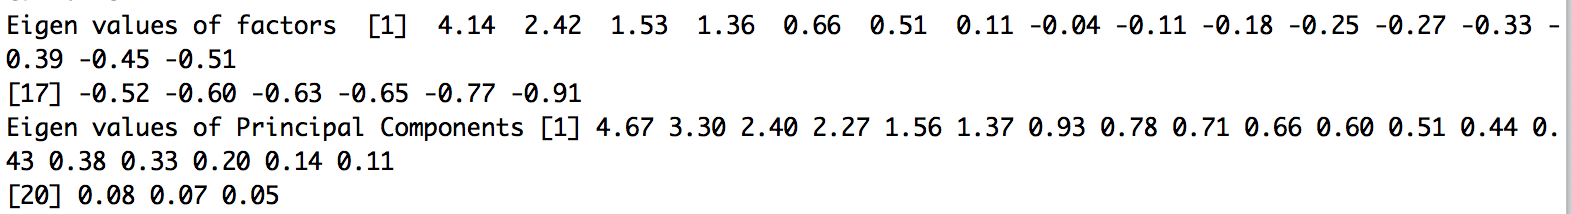 Eigen values of factors  [1]  4.14  2.42  1.53  1.36  0.66  0.51  0.11 -0.04 -0.11 -0.18 -0.25 -0.27 -0.33 -
0.39 -0.45 -0.51
[17] -0.52 -0.60 -0.63 -0.65 -0.77 -0.91
Eigen values of Principal Components [1] 4.67 3.30 2.40 2.27 1.56 1.37 0.93 0.78 0.71 0.66 0.60 0.51 0.44 0.
43 0.38 0.33 0.20 0.14 0.11
[20] 0.08 0.07 0.05